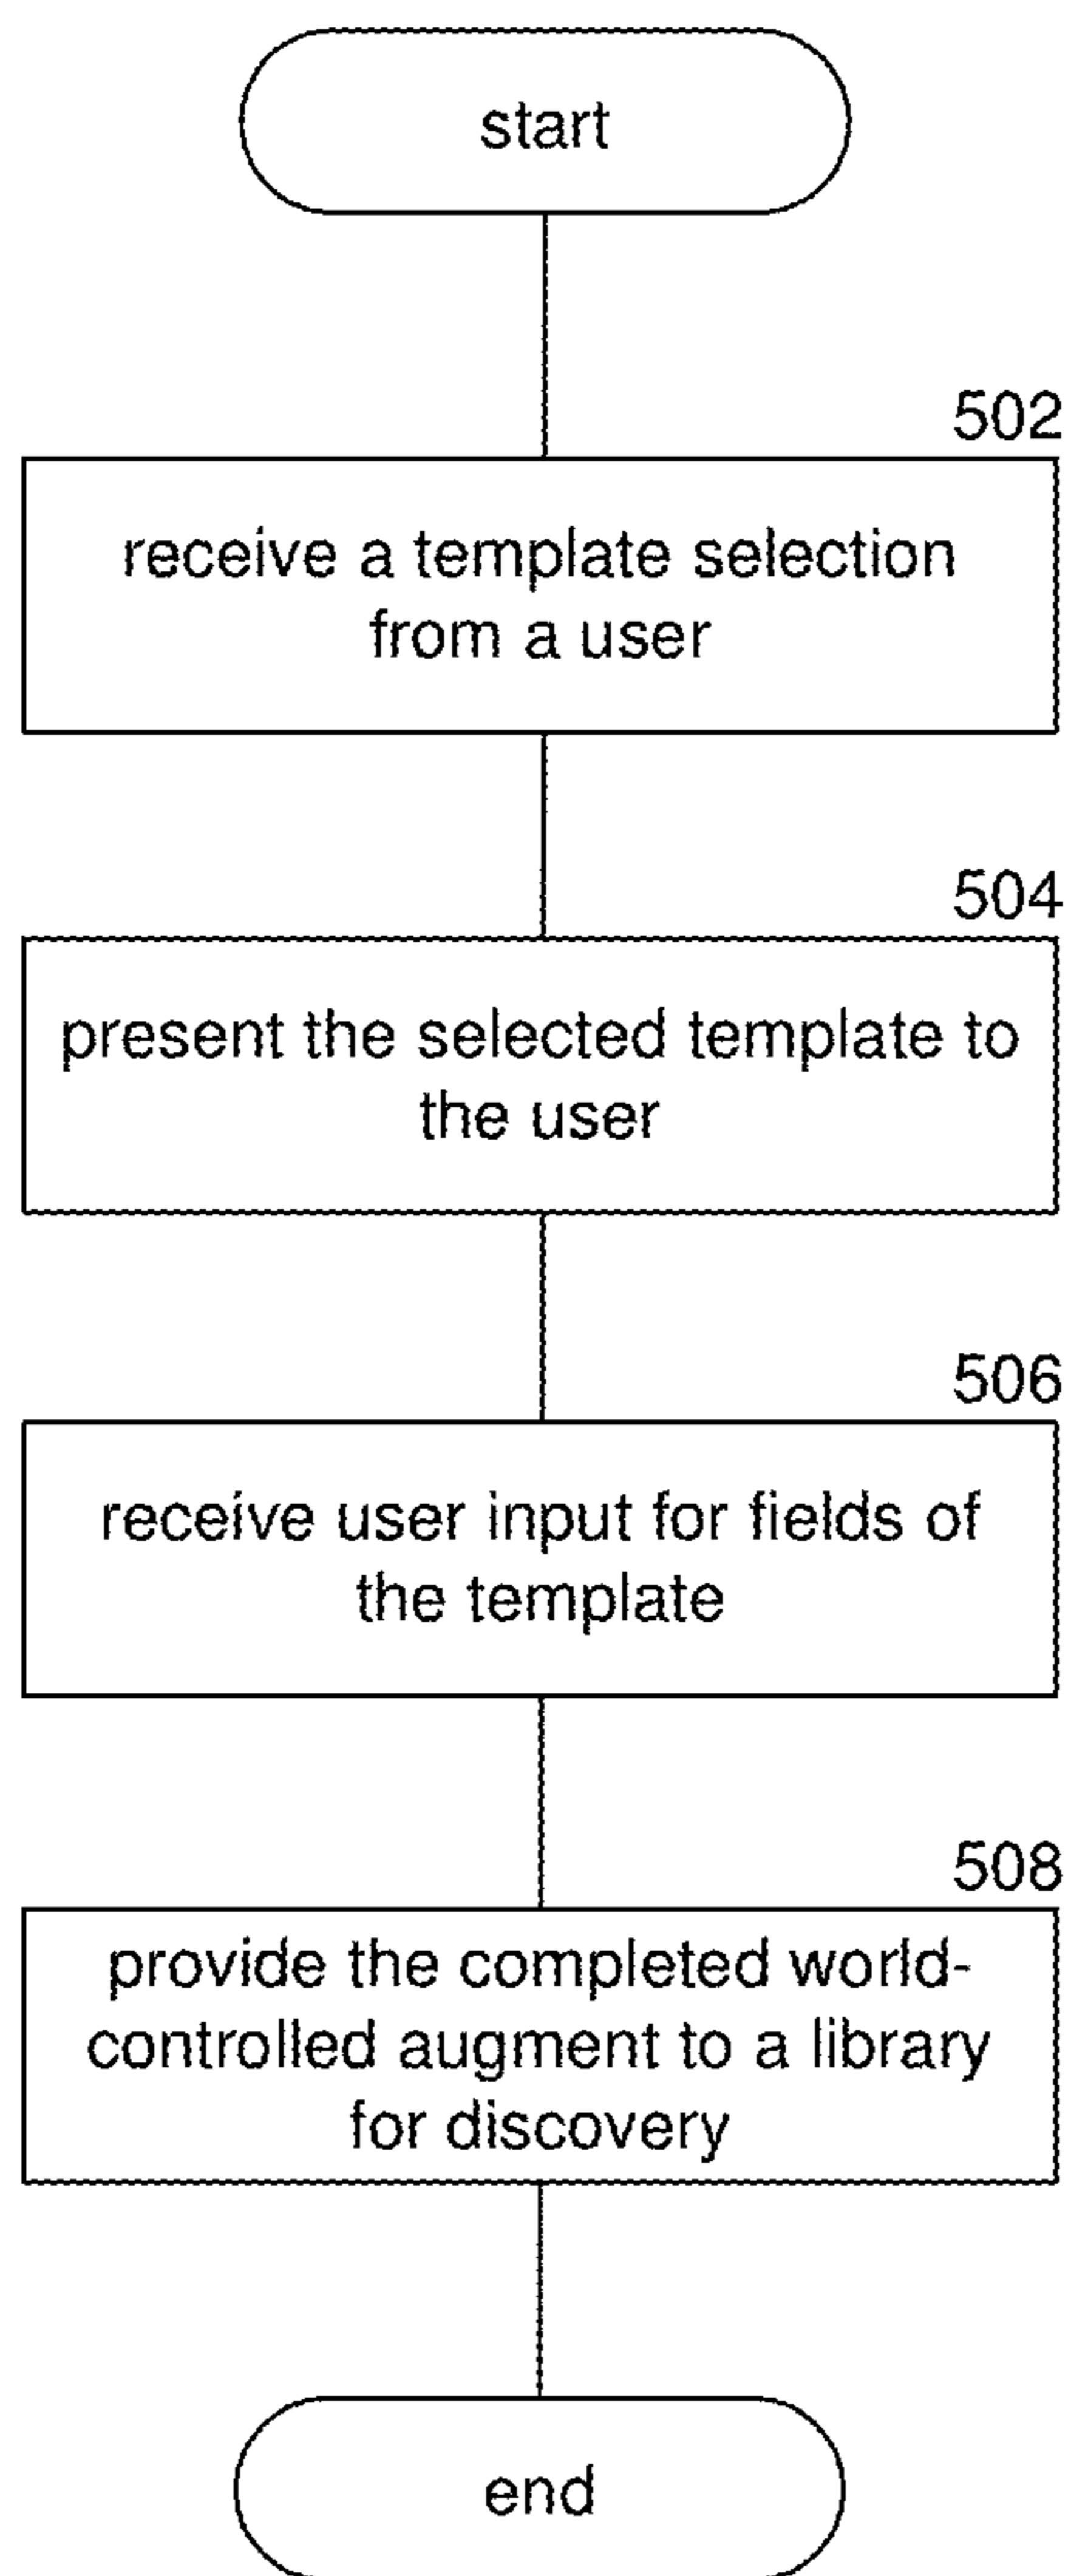 start
502
receive a template selection
from a user
504
present the selected template to
the user
506
receive user input for fields of
the template
508
provide the completed world-
controlled augment to a library
for discovery
end